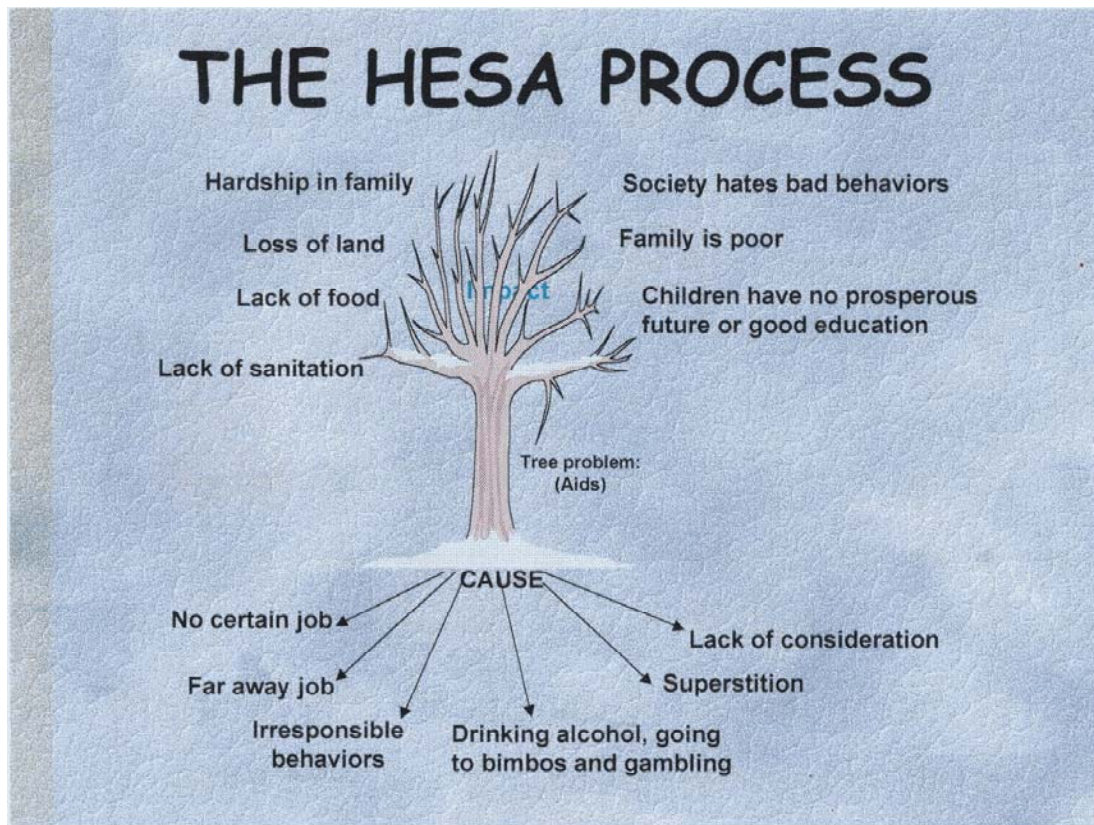 THE HESA PROCESS
Hardship in family
Society hates bad behaviors
Loss of land
Family is poor
Impact
Lack of food
Children have no prosperous
future or good education
Lack of sanitation
Tree problem:
(Aids)
CAUSE
No certain job
Lack of consideration
Far away job
Superstition
Irresponsible
behaviors
Drinking alcohol, going
to bimbos and gambling